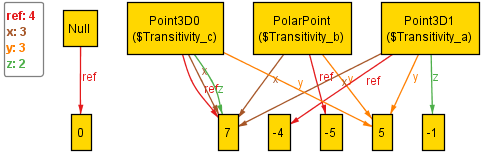 ref: 4
x: 3
y: 3
z: 2
Null
Point3D0
($Transitivity_c)
PolarPoint
($Transitivity_b)
Point3D1
($Transitivity_a)
ref
x
ref
z
y
x
ref
x
y
ref
y
z
0
7
-4
-5
5
-1